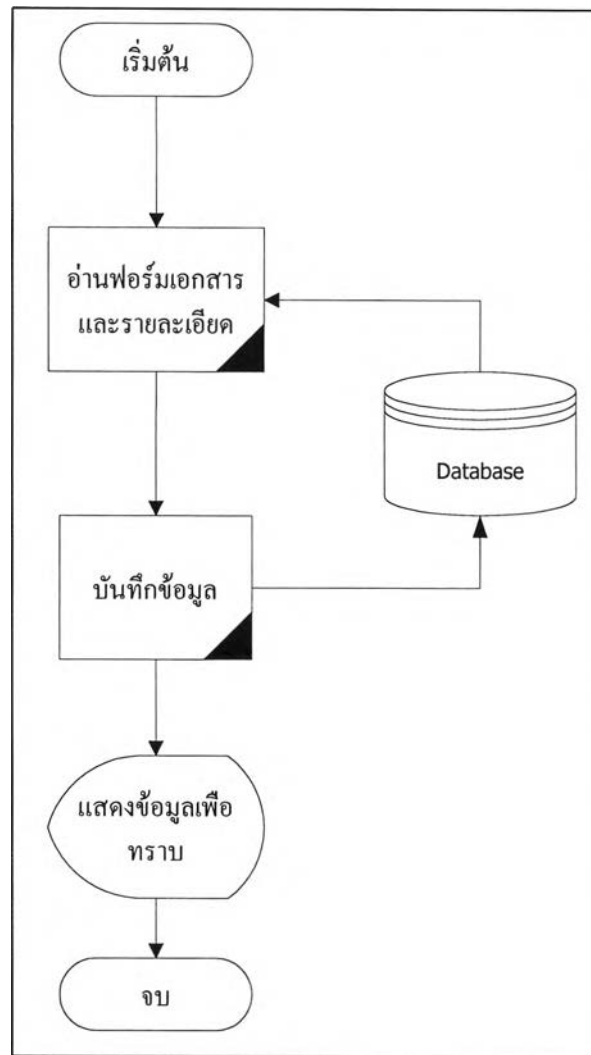 เริ่มต้น
อ่านฟอร์มเอกสาร
และรายละเอียด
Database
บันทึกข้อมูล
แสดงข้อมูลเพือ
ทราบ
จบ